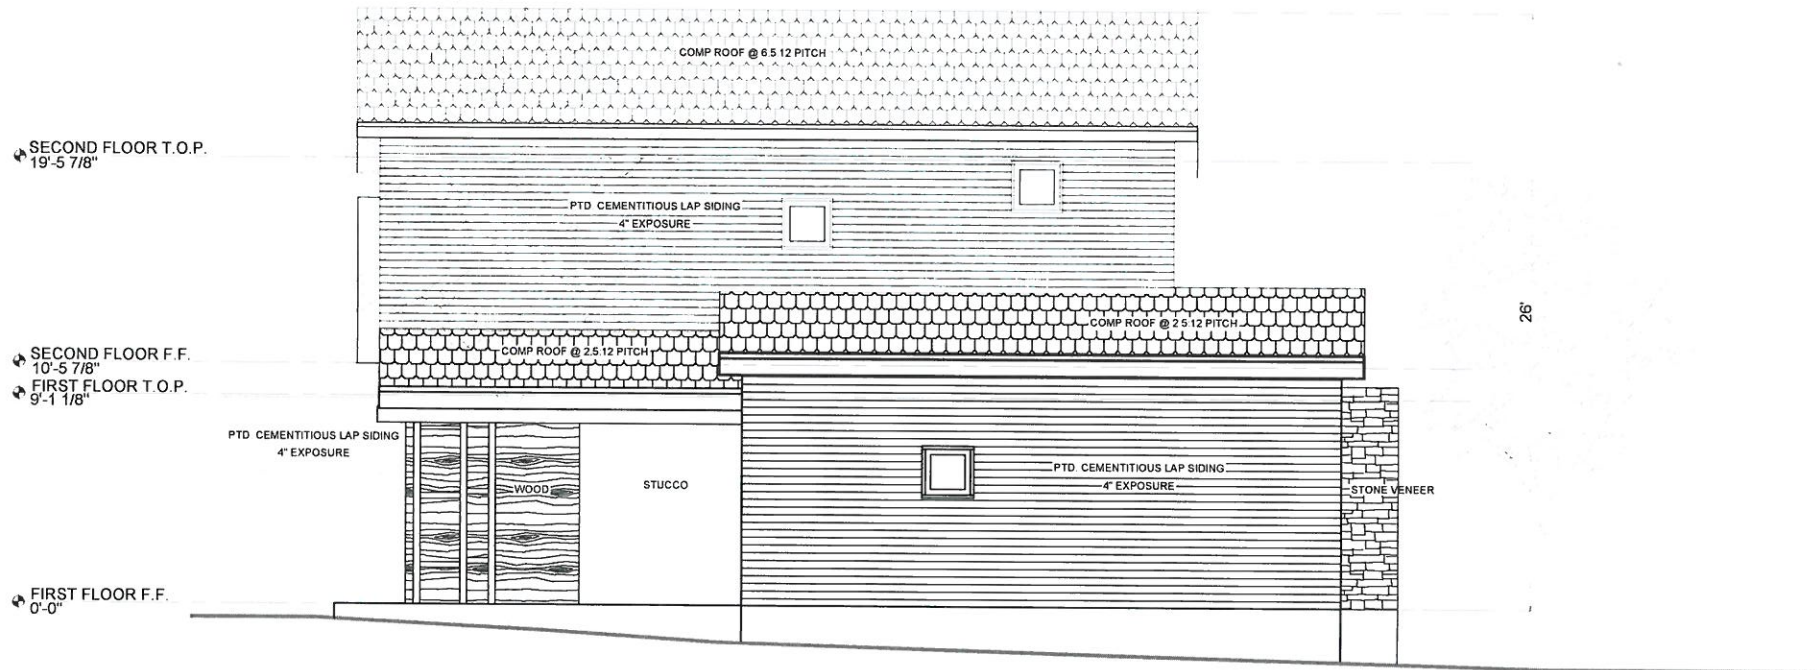 COMP ROOF @ 6.5 12 PITCH
SECOND FLOOR T.O.P.
19'-5 7/8"
PTD. CEMENTITIOUS LAP SIDING
4" EXPOSURE
COMP ROOF @ 2.5 12 PITCH
26'
SECOND FLOOR F.F.
10'-5 7/8"
COMP ROOF @ 2.5:12 PITCH
FIRST FLOOR T.O.P.
9'-1 1/8"
PTD. CEMENTITIOUS LAP SIDING
4" EXPOSURE
WOOD
STUCCO
PTD. CEMENTITIOUS LAP SIDING
4" EXPOSURE
STONE VENEER
FIRST FLOOR F.F.
0'-0"